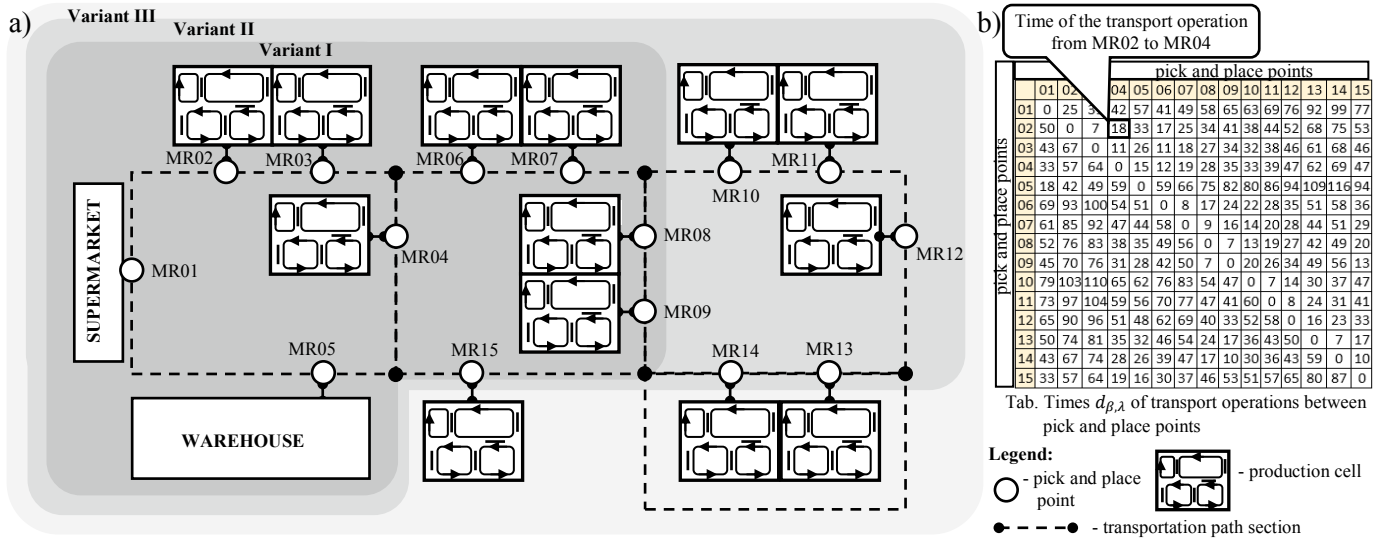 a)
Variant III
Variant II
Variant I
MR02
MR03
MR06
MR07
MR10
MR11
SUPERMARKET
MR01
MR04
MR08
MR12
MR09
MR05
MR15
MR14
MR13
WAREHOUSE
b)
Time of the transport operation
from MR02 to MR04
pick and place points
pick and place points
01 02 04 05 06 07 08 09 10 11 12 13 14 15
01 0 25 42 57 41 49 58 65 63 69 76 92 99 77
02 50 0 7 18 33 17 25 34 41 38 44 52 68 75 53
03 43 67 0 11 26 11 18 27 34 32 38 46 61 68 46
04 33 57 64 0 15 12 19 28 35 33 39 47 62 69 47
05 18 42 49 59 0 59 66 75 82 80 86 94 109 116 94
06 69 93 100 54 51 0 8 17 24 22 28 35 51 58 36
07 61 85 92 47 44 58 0 9 16 14 20 28 44 51 29
08 52 76 83 38 35 49 56 0 7 13 19 27 42 49 20
09 45 70 76 31 28 42 50 7 0 20 26 34 49 56 13
10 79 103 110 65 62 76 83 54 47 0 7 14 30 37 47
11 73 97 104 59 56 70 77 47 41 60 0 8 24 31 41
12 65 90 96 51 48 62 69 40 33 52 58 0 16 23 33
13 50 74 81 35 32 46 54 24 17 36 43 50 0 7 17
14 43 67 74 28 26 39 47 17 10 30 36 43 59 0 10
15 33 57 64 19 16 30 37 46 53 51 57 65 80 87 0
Tab. Times dβ,λ of transport operations between
pick and place points
Legend:
- pick and place
point
- production cell
- transportation path section